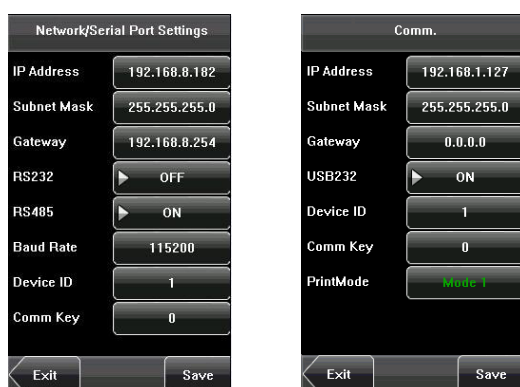 Network/Serial Port Settings
IP Address 192.168.8.182
Subnet Mask 255.255.255.0
Gateway 192.168.8.254
RS232 OFF
RS485 ON
Baud Rate 115200
Device ID 1
Comm Key 0
Exit Save
Comm.
IP Address 192.168.1.127
Subnet Mask 255.255.255.0
Gateway 0.0.0.0
USB232 ON
Device ID 1
Comm Key 0
PrintMode Mode 1
Exit Save